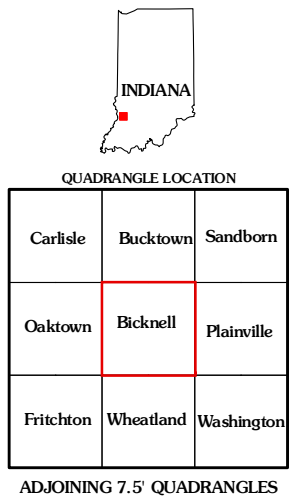 INDIANA
QUADRANGLE LOCATION
Carlisle Bucktown Sandborn
Oaktown Bicknell Plainville
Fritchton Wheatland Washington
ADJOINING 7.5' QUADRANGLES